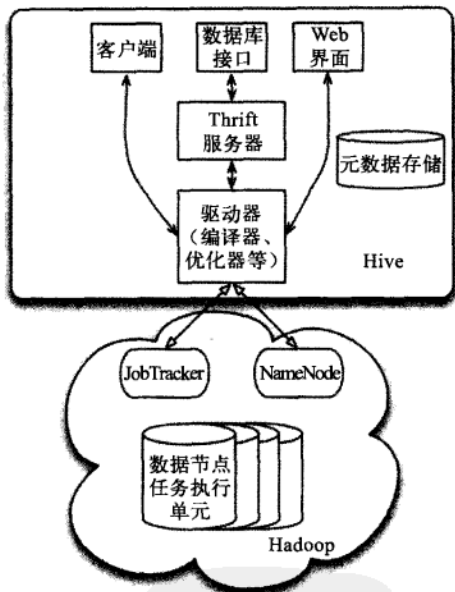 客户端
数据库
接口
Web
界面
Thrift
服务器
元数据存储
驱动器
（编译器、
优化器等）
Hive
JobTracker
NameNode
数据节点
任务执行
单元
Hadoop